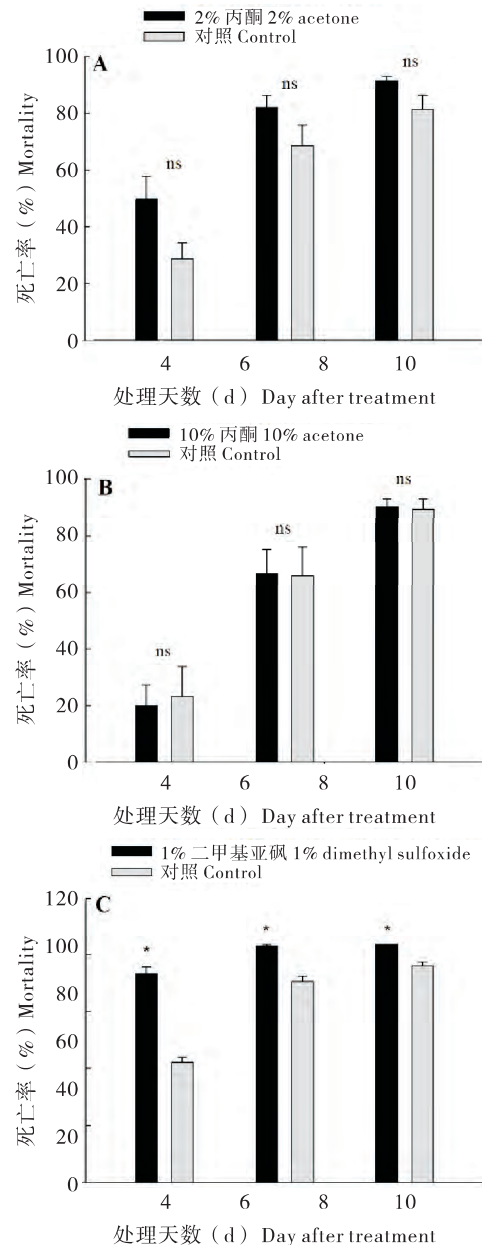 2% 丙酮 2% acetone
对照 Control
A
100
80
60
40
20
0
死亡率（%）Mortality
ns
ns
ns
4 6 8 10
处理天数（d）Day after treatment
10% 丙酮 10% acetone
对照 Control
B
100
80
60
40
20
0
死亡率（%）Mortality
ns
ns
ns
4 6 8 10
处理天数（d）Day after treatment
1% 二甲基亚砜 1% dimethyl sulfoxide
对照 Control
C
120
100
80
60
40
20
0
死亡率（%）Mortality
* * *
4 6 8 10
处理天数（d）Day after treatment